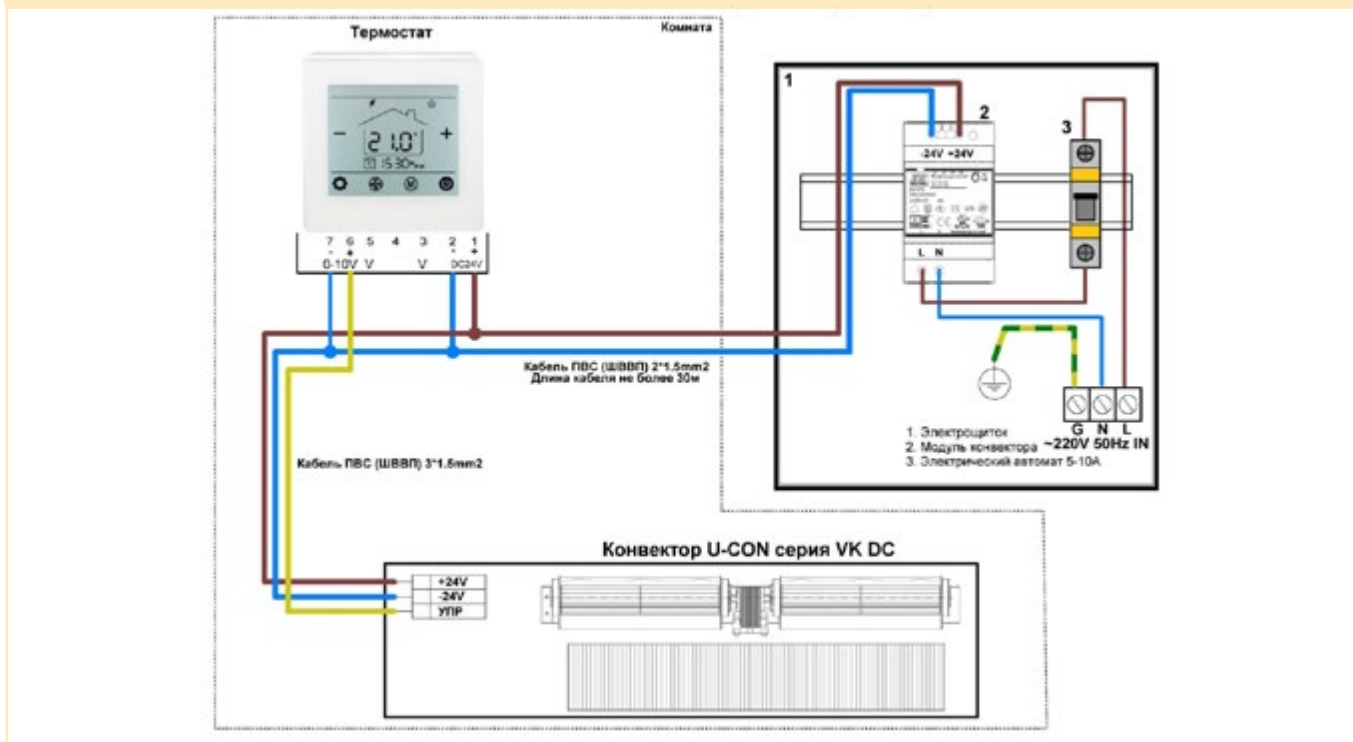 Термостат
Комната
21.0°
15:30
7 6 5 4 3 2 1
- + - +
0-10V V V DC24V
1
2
-24V +24V
L N
3
Кабель ПВС (ШВВП) 2*1.5mm2
Длина кабеля не более 30м
G N L
~220V 50Hz IN
1. Электрощиток
2. Модуль конвектора
3. Электрический автомат 5-10А
Кабель ПВС (ШВВП) 3*1.5mm2
Конвектор U-CON серия VK DC
+24V
-24V
УПР